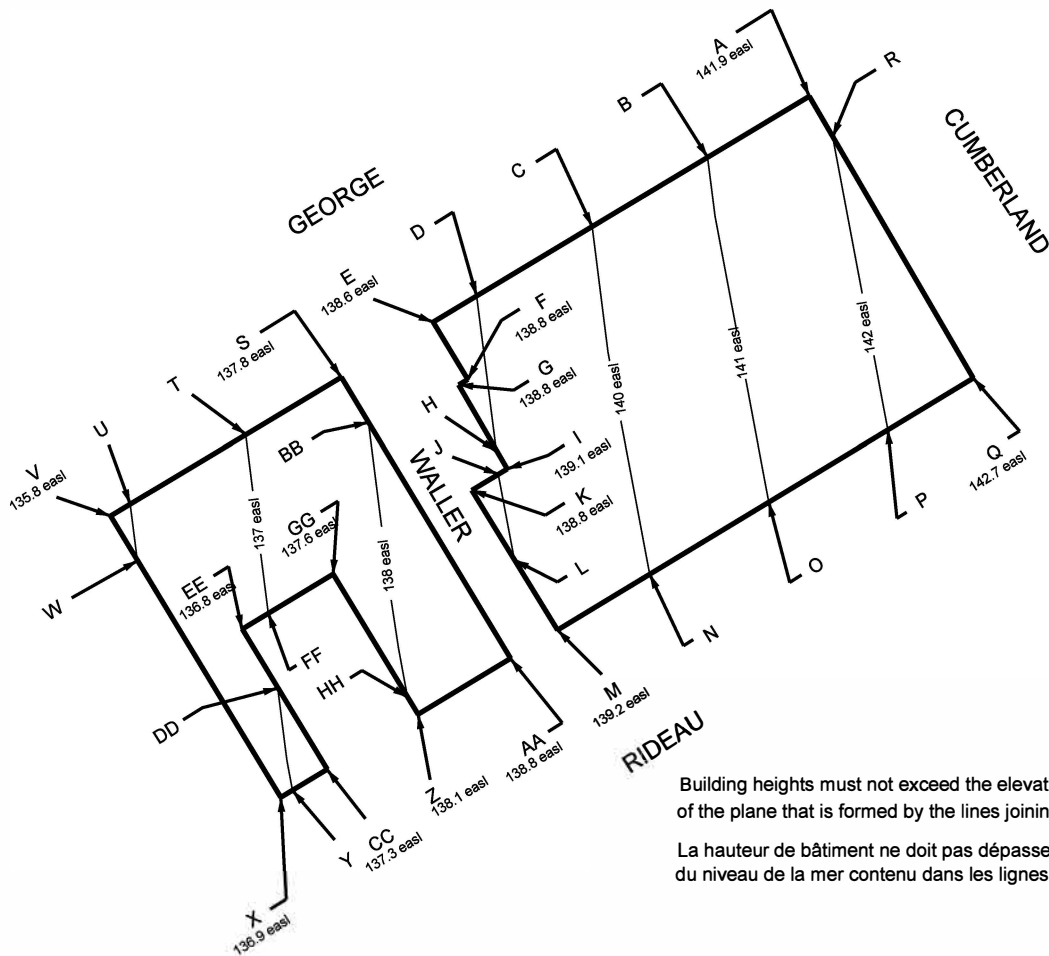 A
141.9 easl
R
B
C
CUMBERLAND
GEORGE
D
E
138.6 easl
F
138.8 easl
S
137.8 easl
G
138.8 easl
142 easl
141 easl
140 easl
T
H
U
BB
J
I
139.1 easl
V
135.8 easl
WALLER
K
138.8 easl
Q
142.7 easl
GG
137.6 easl
137 easl
P
138 easl
L
O
EE
136.8 easl
W
N
FF
HH
M
139.2 easl
DD
AA
138.8 easl
RIDEAU
Z
138.1 easl
CC
137.3 easl
Y
X
136.9 easl
Building heights must not exceed the elevat
of the plane that is formed by the lines joinin
La hauteur de bâtiment ne doit pas dépasse
du niveau de la mer contenu dans les lignes